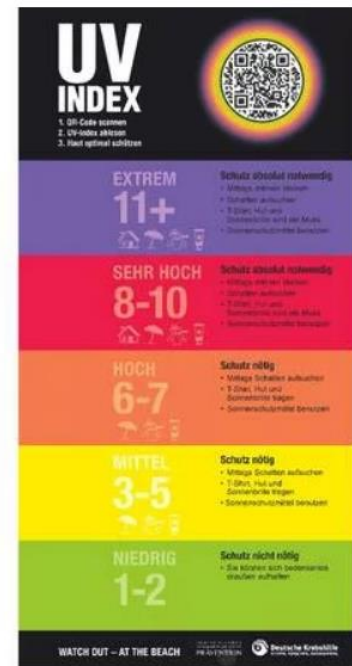 UV
INDEX
1. QR-Code scannen
2. UV-Index ablesen
3. Haut optimal schützen
EXTREM
11+
Schutz absolut notwendig
• Mittags drinnen bleiben
• Schatten aufsuchen
• T-Shirt, Hut und
Sonnenbrille sind ein Muss
• Sonnenschutzmittel benutzen
SEHR HOCH
8-10
Schutz absolut notwendig
• Mittags drinnen bleiben
• Schatten aufsuchen
• T-Shirt, Hut und
Sonnenbrille sind ein Muss
• Sonnenschutzmittel benutzen
HOCH
6-7
Schutz nötig
• Mittags Schatten aufsuchen
• T-Shirt, Hut und
Sonnenbrille tragen
• Sonnenschutzmittel benutzen
MITTEL
3-5
Schutz nötig
• Mittags Schatten aufsuchen
• T-Shirt, Hut und
Sonnenbrille tragen
• Sonnenschutzmittel benutzen
NIEDRIG
1-2
Schutz nicht nötig
• Sie können sich bedenkenlos
draußen aufhalten
WATCH OUT – AT THE BEACH
PRÄVENTION
Deutsche Krebshilfe